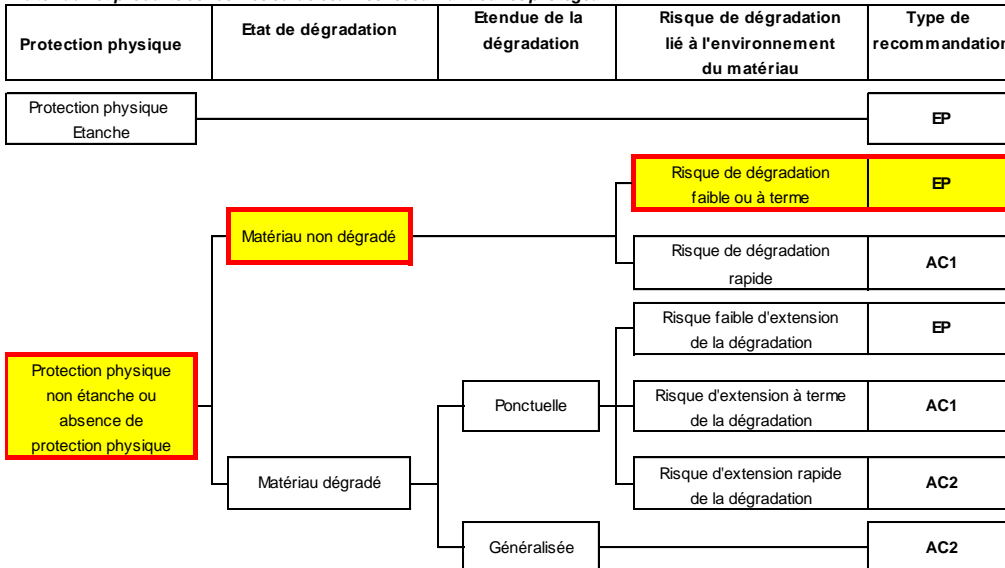 Protection physique
Etat de dégradation
Etendue de la
dégradation
Risque de dégradation
lié à l'environnement
du matériau
Type de
recommandation
Protection physique
Etanche
EP
Risque de dégradation
faible ou à terme
EP
Matériau non dégradé
Risque de dégradation
rapide
AC1
Risque faible d'extension
de la dégradation
EP
Protection physique
non étanche ou
absence de
protection physique
Ponctuelle
Risque d'extension à terme
de la dégradation
AC1
Matériau dégradé
Risque d'extension rapide
de la dégradation
AC2
Généralisée
AC2